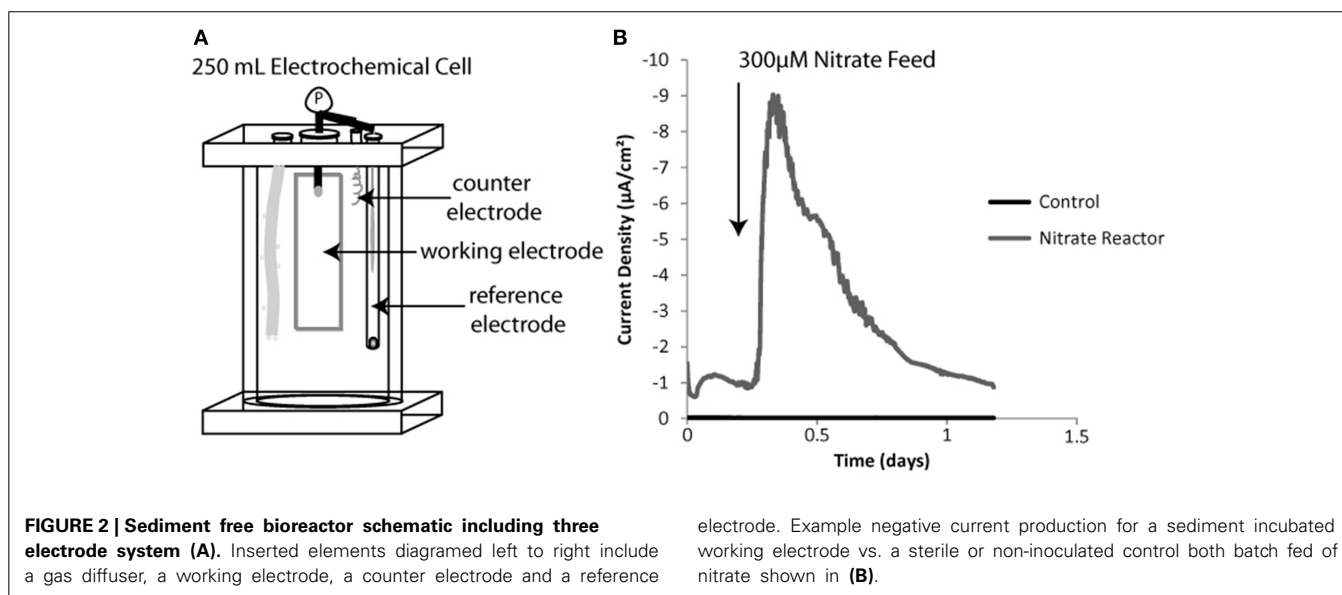 A
250 mL Electrochemical Cell
P
counter
electrode
working electrode
reference
electrode
B
300µM Nitrate Feed
Current Density (µA/cm²)
-10
-9
-8
-7
-6
-5
-4
-3
-2
-1
0
0
0.5
1
1.5
Time (days)
Control
Nitrate Reactor
FIGURE 2 | Sediment free bioreactor schematic including three
electrode system (A). Inserted elements diagramed left to right include
a gas diffuser, a working electrode, a counter electrode and a reference
electrode. Example negative current production for a sediment incubated
working electrode vs. a sterile or non-inoculated control both batch fed of
nitrate shown in (B).